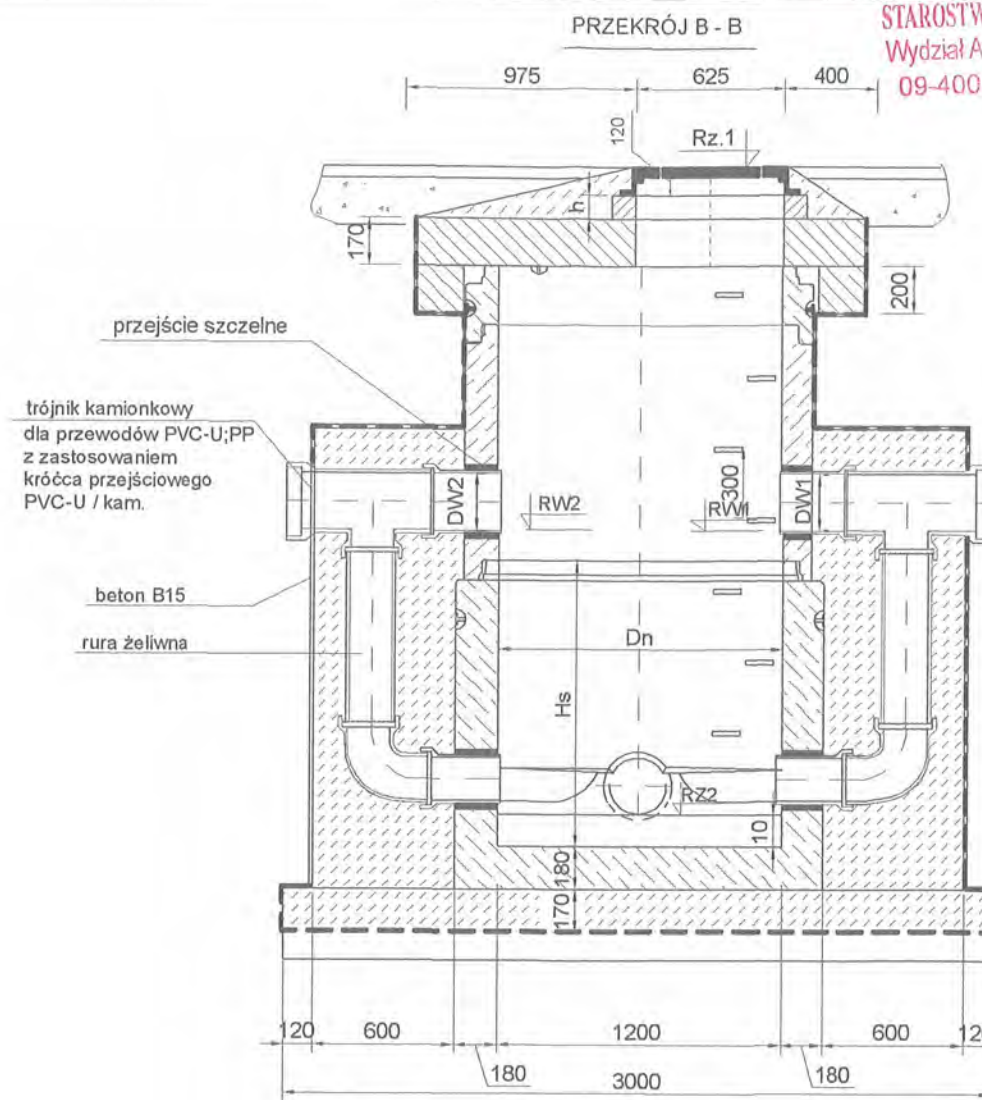 PRZEKRÓJ B - B
STAROSTW
Wydział A
09-400
975
625
400
120
Rz.1
h
170
200
przejście szczelne
trójnik kamionkowy
dla przewodów PVC-U;PP
z zastosowaniem
króćca przejściowego
PVC-U / kam.
DW2
RW2
300
RW1
DW1
beton B15
rura żeliwna
Dn
Hs
RZ2
10
180
170
120
600
1200
600
120
180
3000
180